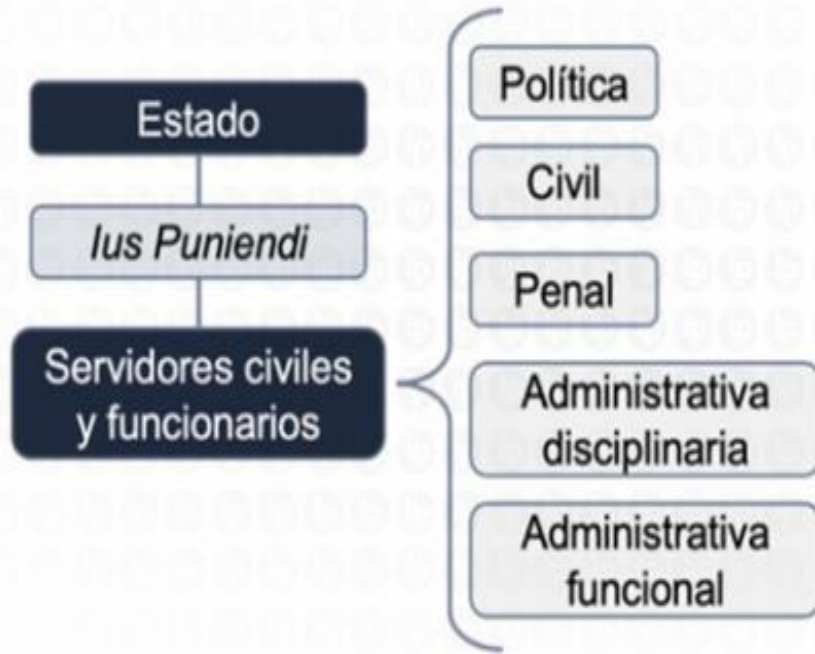 Estado
Ius Puniendi
Servidores civiles
y funcionarios
Política
Civil
Penal
Administrativa
disciplinaria
Administrativa
funcional